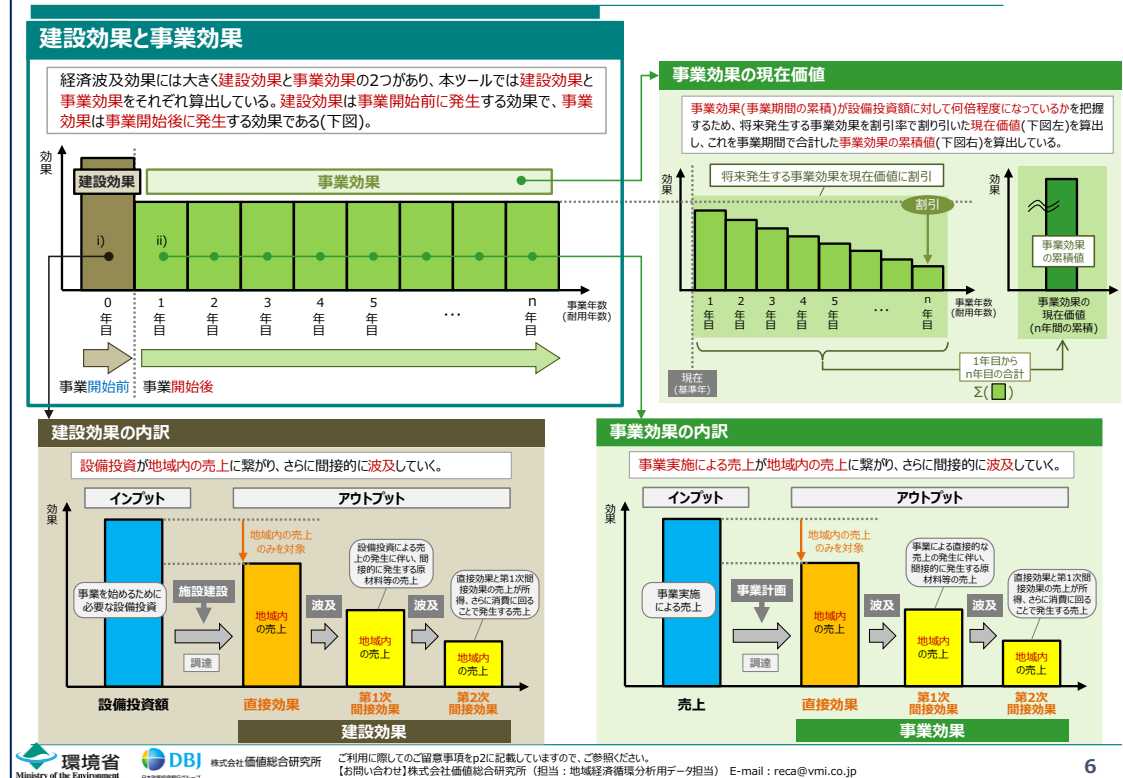 建設効果と事業効果
経済波及効果には大きく建設効果と事業効果の2つがあり、本ツールでは建設効果と
事業効果をそれぞれ算出している。建設効果は事業開始前に発生する効果で、事業
効果は事業開始後に発生する効果である(下図)。
効果
建設効果
事業効果
i)
ii)
0年目
1年目
2年目
3年目
4年目
5年目
…
n年目
事業年数
(耐用年数)
事業開始前
事業開始後
事業効果の現在価値
事業効果(事業期間の累積)が設備投資額に対して何倍程度になっているかを把握
するため、将来発生する事業効果を割引率で割り引いた現在価値(下図左)を算出
し、これを事業期間で合計した事業効果の累積値(下図右)を算出している。
効果
将来発生する事業効果を現在価値に割引
割引
1年目
2年目
3年目
4年目
5年目
…
n年目
事業年数
(耐用年数)
現在
(基準年)
効果
事業効果
の累積値
事業効果の
現在価値
(n年間の累積)
1年目から
n年目の合計
Σ( )
建設効果の内訳
設備投資が地域内の売上に繋がり、さらに間接的に波及していく。
インプット
アウトプット
効果
地域内の売上
のみを対象
事業を始めるために
必要な設備投資
施設建設
調達
地域内
の売上
波及
設備投資による売
上の発生に伴い、間
接的に発生する原
材料等の売上
地域内
の売上
波及
直接効果と第1次間
接効果の売上が所
得、さらに消費に回る
ことで発生する売上
地域内
の売上
設備投資額
直接効果
第1次
間接効果
第2次
間接効果
建設効果
事業効果の内訳
事業実施による売上が地域内の売上に繋がり、さらに間接的に波及していく。
インプット
アウトプット
効果
地域内の売上
のみを対象
事業実施
による売上
事業計画
調達
地域内
の売上
波及
事業による直接的な
売上の発生に伴い、
間接的に発生する原
材料等の売上
地域内
の売上
波及
直接効果と第1次間
接効果の売上が所
得、さらに消費に回る
ことで発生する売上
地域内
の売上
売上
直接効果
第1次
間接効果
第2次
間接効果
事業効果
環境省
Ministry of the Environment
DBJ
日本政策投資銀行グループ
株式会社価値総合研究所
ご利用に際してのご留意事項をp2に記載していますので、ご参照ください。
【お問い合わせ】株式会社価値総合研究所(担当:地域経済循環分析用データ担当) E-mail:reca@vmi.co.jp
6